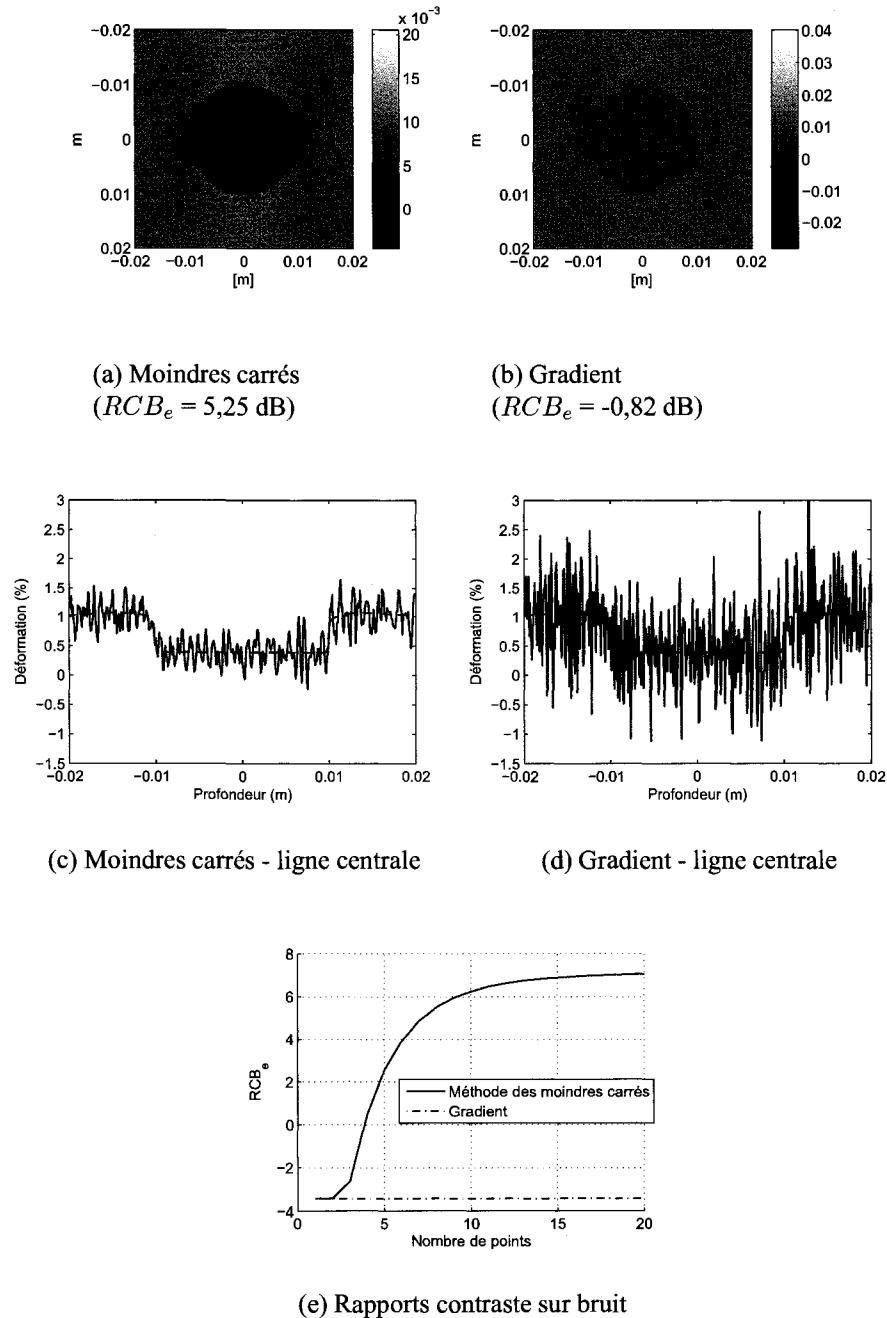 x 10⁻³
−0.02
−0.01
0
0.01
0.02
m
−0.02 −0.01 0 0.01 0.02
[m]
20
15
10
5
0
−0.02
−0.01
0
0.01
0.02
m
−0.02 −0.01 0 0.01 0.02
[m]
0.04
0.03
0.02
0.01
0
−0.01
−0.02
(a) Moindres carrés
(RCBₑ = 5,25 dB)
(b) Gradient
(RCBₑ = -0,82 dB)
3
2.5
2
1.5
1
0.5
0
−0.5
−1
−1.5
Déformation (%)
−0.02 −0.01 0 0.01 0.02
Profondeur (m)
3
2.5
2
1.5
1
0.5
0
−0.5
−1
−1.5
Déformation (%)
−0.02 −0.01 0 0.01 0.02
Profondeur (m)
(c) Moindres carrés - ligne centrale
(d) Gradient - ligne centrale
8
6
4
2
0
−2
−4
RCBₑ
Méthode des moindres carrés
Gradient
0 5 10 15 20
Nombre de points
(e) Rapports contraste sur bruit